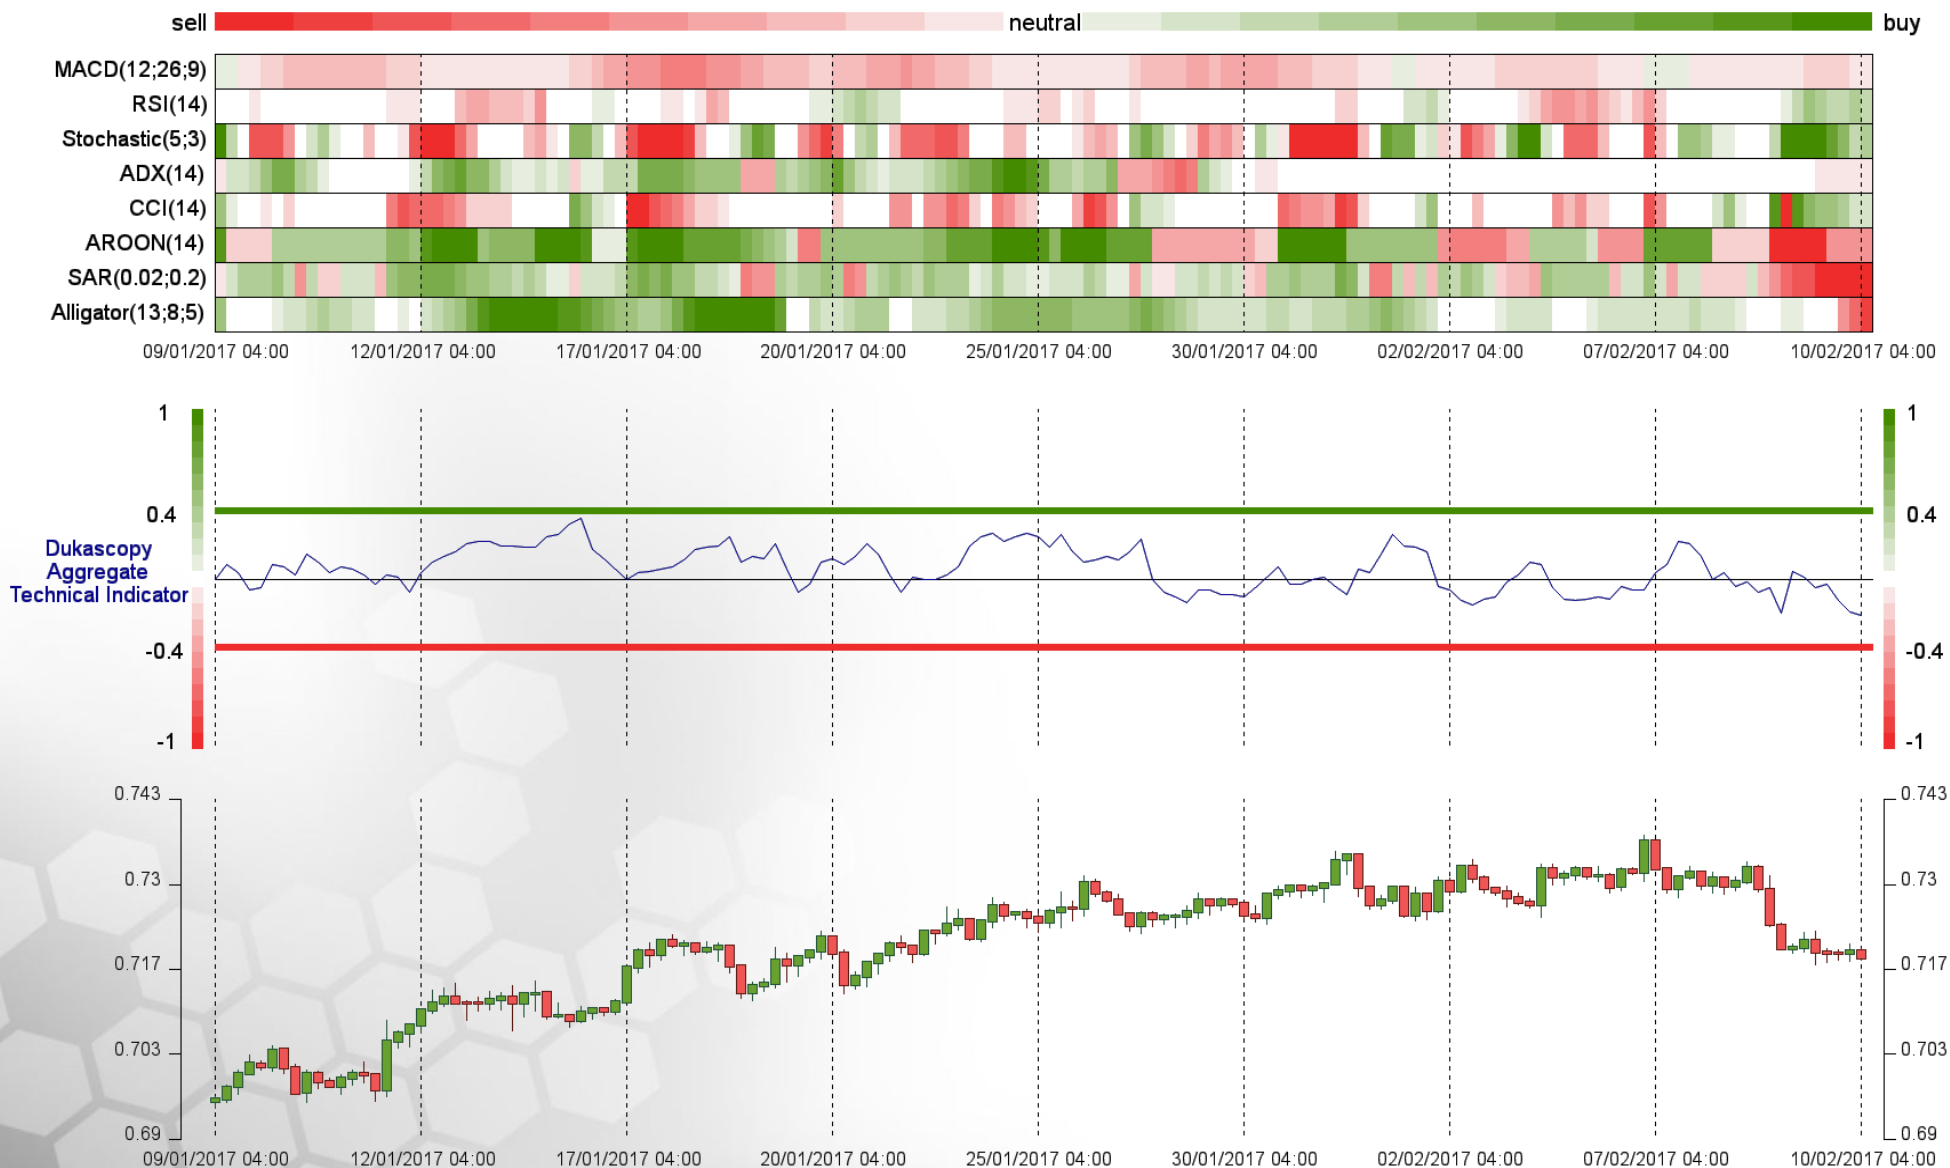 sell neutral buy
MACD(12;26;9)
RSI(14)
Stochastic(5;3)
ADX(14)
CCI(14)
AROON(14)
SAR(0.02;0.2)
Alligator(13;8;5)
09/01/2017 04:00 12/01/2017 04:00 17/01/2017 04:00 20/01/2017 04:00 25/01/2017 04:00 30/01/2017 04:00 02/02/2017 04:00 07/02/2017 04:00 10/02/2017 04:00
1 1
0.4 0.4
Dukascopy
Aggregate
Technical Indicator
-0.4 -0.4
-1 -1
0.743 0.743
0.73 0.73
0.717 0.717
0.703 0.703
0.69 0.69
09/01/2017 04:00 12/01/2017 04:00 17/01/2017 04:00 20/01/2017 04:00 25/01/2017 04:00 30/01/2017 04:00 02/02/2017 04:00 07/02/2017 04:00 10/02/2017 04:00